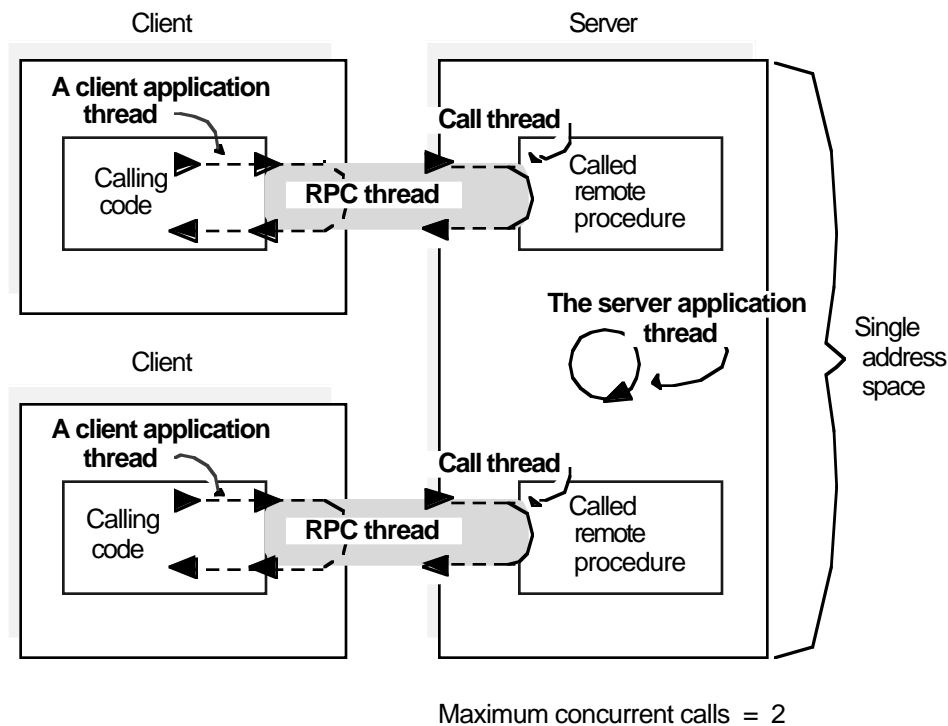 Client
Server
A client application
thread
Call thread
Calling
code
RPC thread
Called
remote
procedure
The server application
thread
Single
address
space
Client
A client application
thread
Call thread
Calling
code
RPC thread
Called
remote
procedure
Maximum concurrent calls = 2